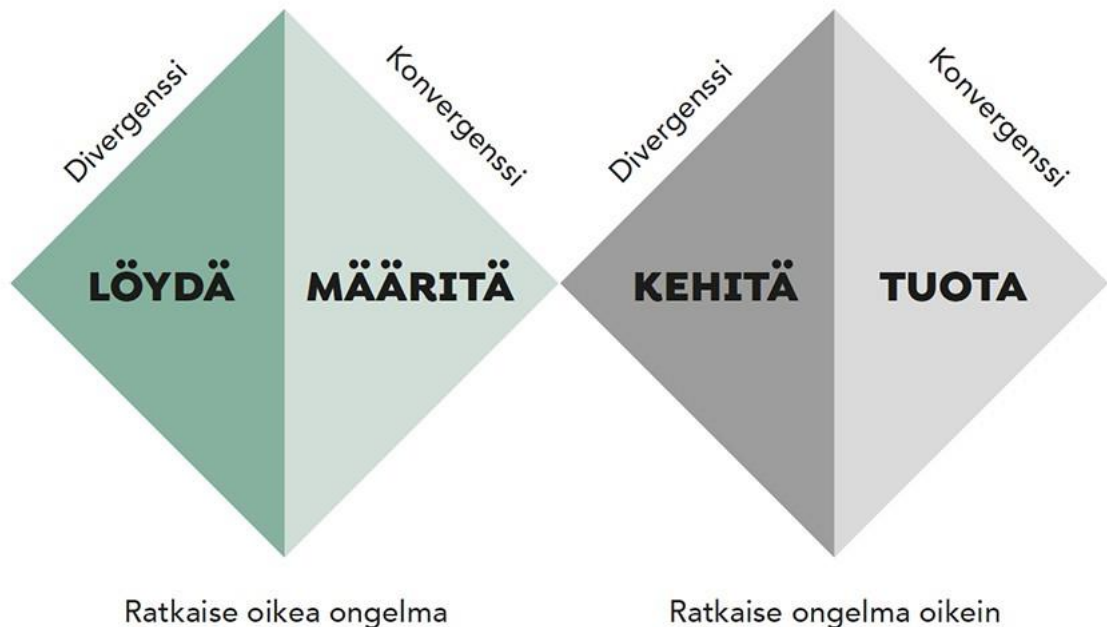 Divergenssi
Konvergenssi
Divergenssi
Konvergenssi
LÖYDÄ
MÄÄRITÄ
KEHITÄ
TUOTA
Ratkaise oikea ongelma
Ratkaise ongelma oikein